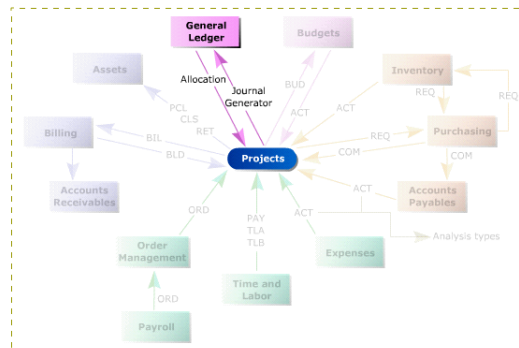 General
Ledger
Budgets
Assets
Allocation
Journal
Generator
BUD
ACT
Inventory
REQ
REQ
ACT
PCL
CLS
RET
Billing
BIL
BLD
Projects
REQ
COM
Purchasing
COM
Accounts
Receivables
ACT
Accounts
Payables
ORD
PAY
TLA
TLB
ACT
Analysis types
Order
Management
Expenses
Time and
Labor
ORD
Payroll